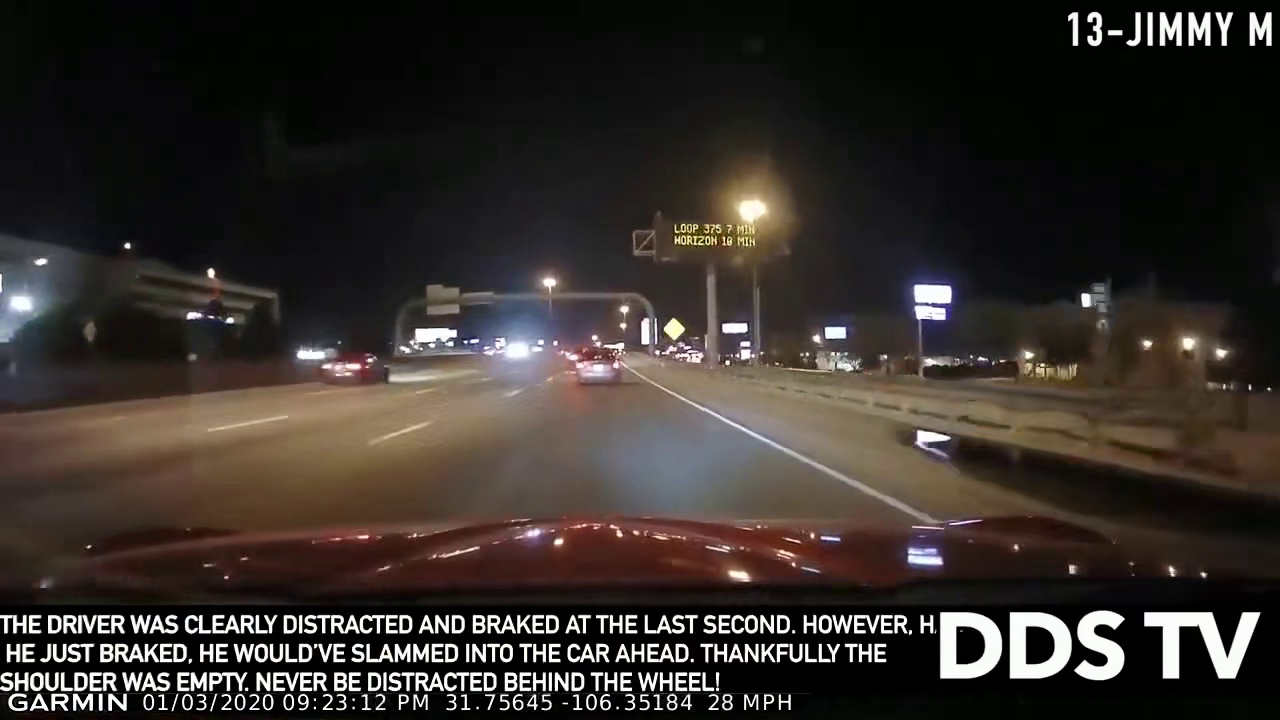 13-JIMMY M
LOOP 375 7 MIN
HORIZON 10 MIN
THE DRIVER WAS CLEARLY DISTRACTED AND BRAKED AT THE LAST SECOND. HOWEVER,
HE JUST BRAKED, HE WOULD'VE SLAMMED INTO THE CAR AHEAD. THANKFULLY THE
SHOULDER WAS EMPTY. NEVER BE DISTRACTED BEHIND THE WHEEL!
DDS TV
GARMIN 01/03/2020 09:23:12 PM 31.75645 -106.35184 28 MPH